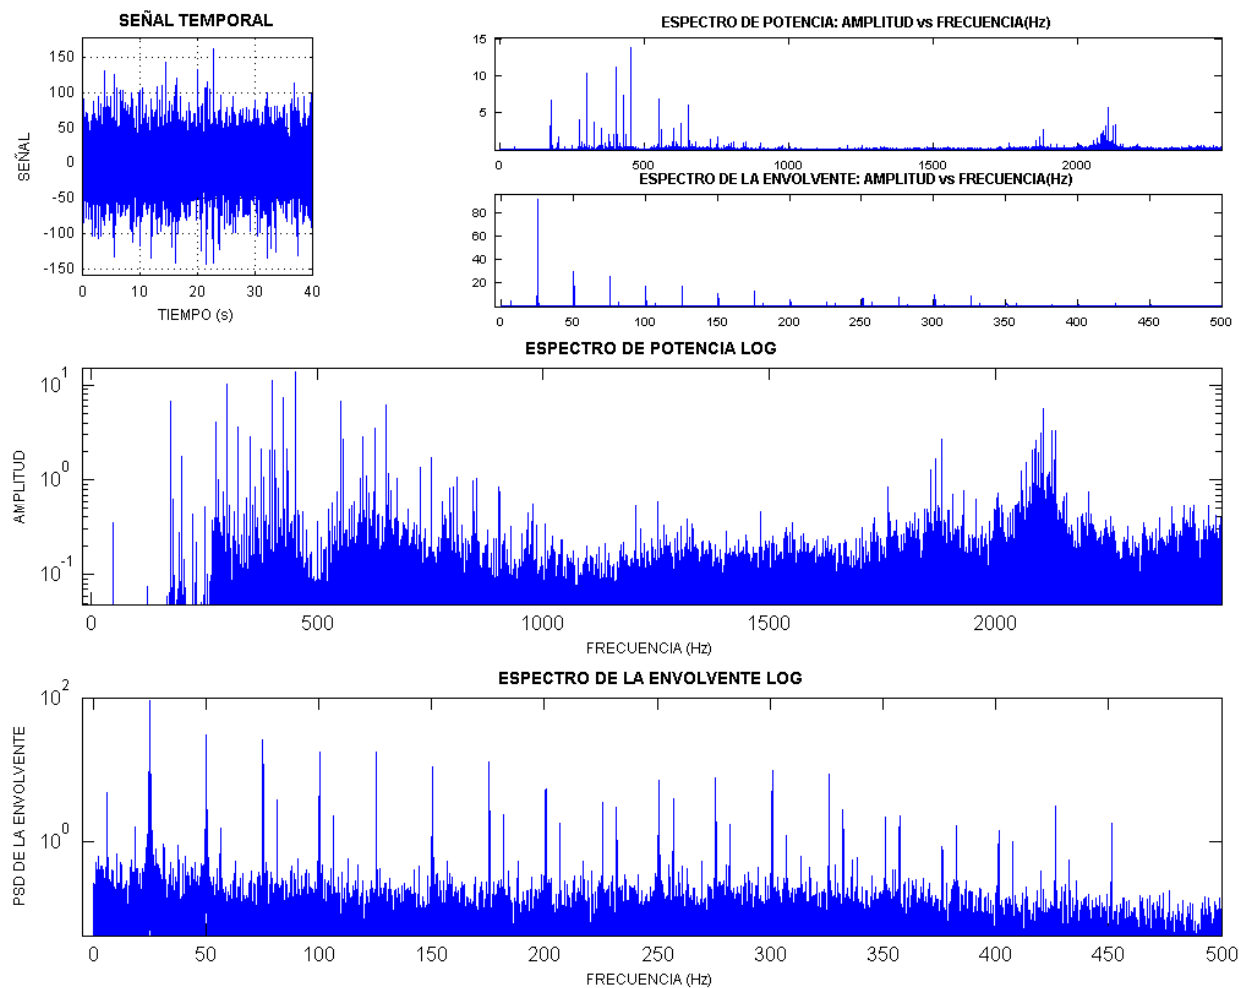 SEÑAL TEMPORAL
SEÑAL
150
100
50
0
-50
-100
-150
0 10 20 30 40
TIEMPO (s)
ESPECTRO DE POTENCIA: AMPLITUD vs FRECUENCIA(Hz)
15
10
5
0 500 1000 1500 2000
ESPECTRO DE LA ENVOLVENTE: AMPLITUD vs FRECUENCIA(Hz)
80
60
40
20
0 50 100 150 200 250 300 350 400 450 500
ESPECTRO DE POTENCIA LOG
AMPLITUD
10^1
10^0
10^-1
0 500 1000 1500 2000
FRECUENCIA (Hz)
ESPECTRO DE LA ENVOLVENTE LOG
PSD DE LA ENVOLVENTE
10^2
10^0
0 50 100 150 200 250 300 350 400 450 500
FRECUENCIA (Hz)